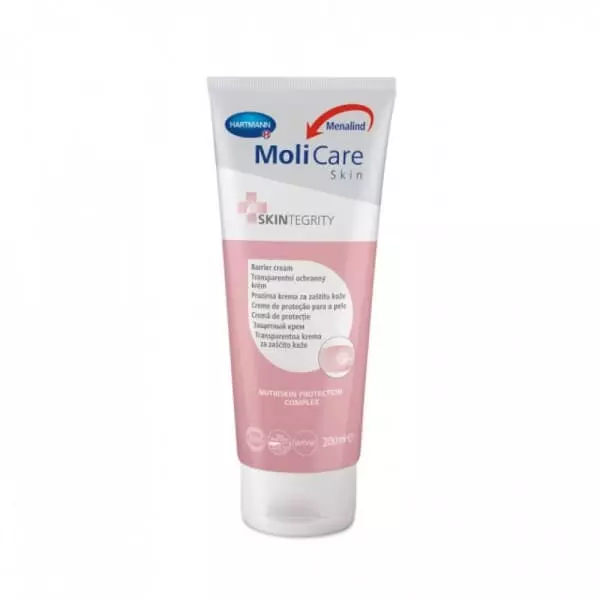 HARTMANN
Menalind
MoliCare
Skin
SKINTEGRITY
Barrier cream
Transparentní ochranný
krém
Prozirna krema za zaštitu kože
Creme de proteção para a pele
Cremă de protecție
Защитный крем
Transparentna krema
za zaščito kože
NUTRISKIN PROTECTION
COMPLEX
200 ml e